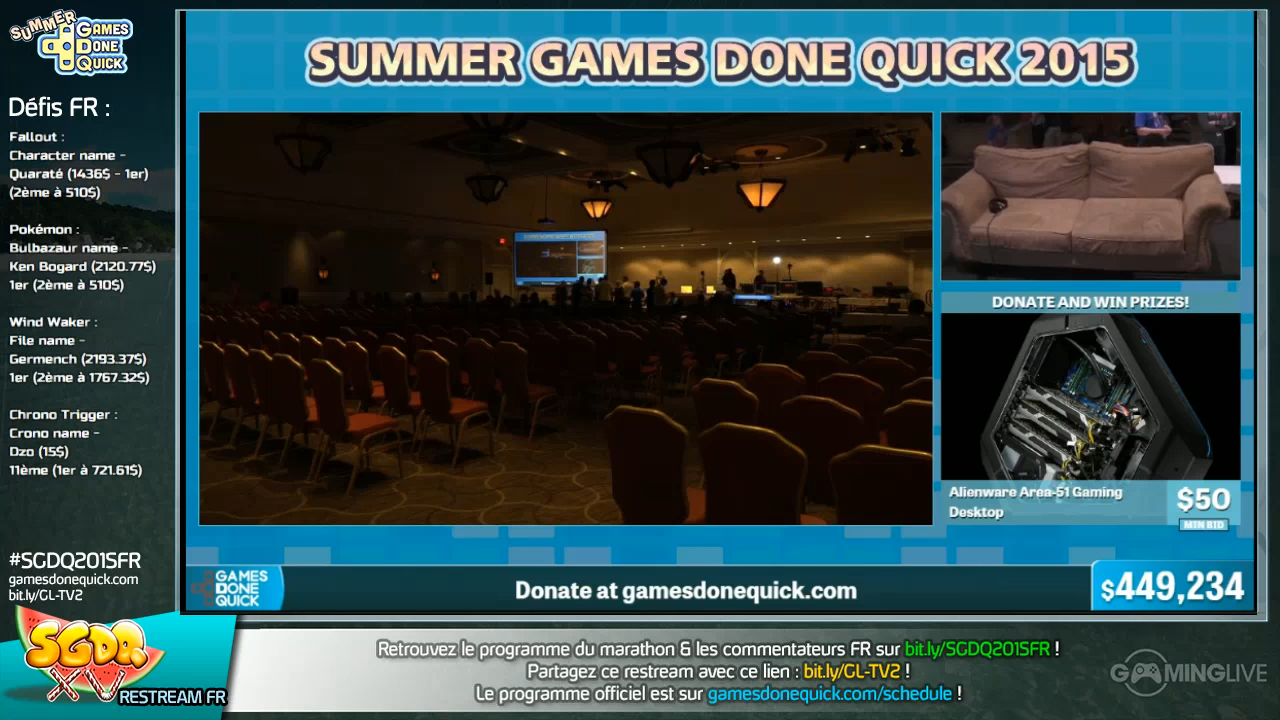 SUMMER
GAMES
DONE
QUICK
Défis FR :
Fallout :
Character name -
Quaraté (1436$ - 1er)
(2ème à 510$)
Pokémon :
Bulbazaur name -
Ken Bogard (2120.77$)
1er (2ème à 510$)
Wind Waker :
File name -
Germench (2193.37$)
1er (2ème à 1767.32$)
Chrono Trigger :
Crono name -
Dzo (15$)
11ème (1er à 721.61$)
#SGDQ2015FR
gamesdonequick.com
bit.ly/GL-TV2
SGDQ
XV
RESTREAM FR
SUMMER GAMES DONE QUICK 2015
DONATE AND WIN PRIZES!
Alienware Area-51 Gaming
Desktop
$50
MIN BID
GAMES
DONE
QUICK
Donate at gamesdonequick.com
$449,234
Retrouvez le programme du marathon & les commentateurs FR sur bit.ly/SGDQ2015FR !
Partagez ce restream avec ce lien : bit.ly/GL-TV2 !
Le programme officiel est sur gamesdonequick.com/schedule !
GAMINGLIVE